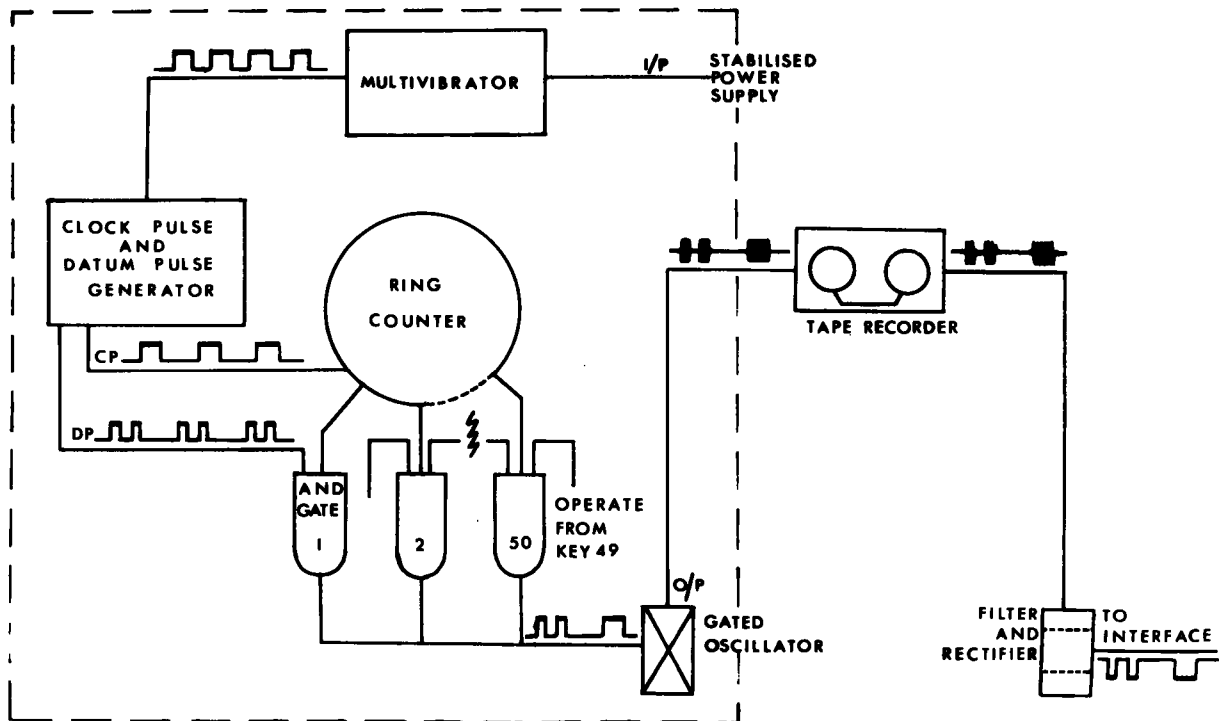 MULTIVIBRATOR
I/P
STABILISED
POWER
SUPPLY
CLOCK PULSE
AND
DATUM PULSE
GENERATOR
RING
COUNTER
TAPE RECORDER
CP
DP
AND
GATE
1
2
50
OPERATE
FROM
KEY 49
O/P
GATED
OSCILLATOR
FILTER
AND
RECTIFIER
TO
INTERFACE